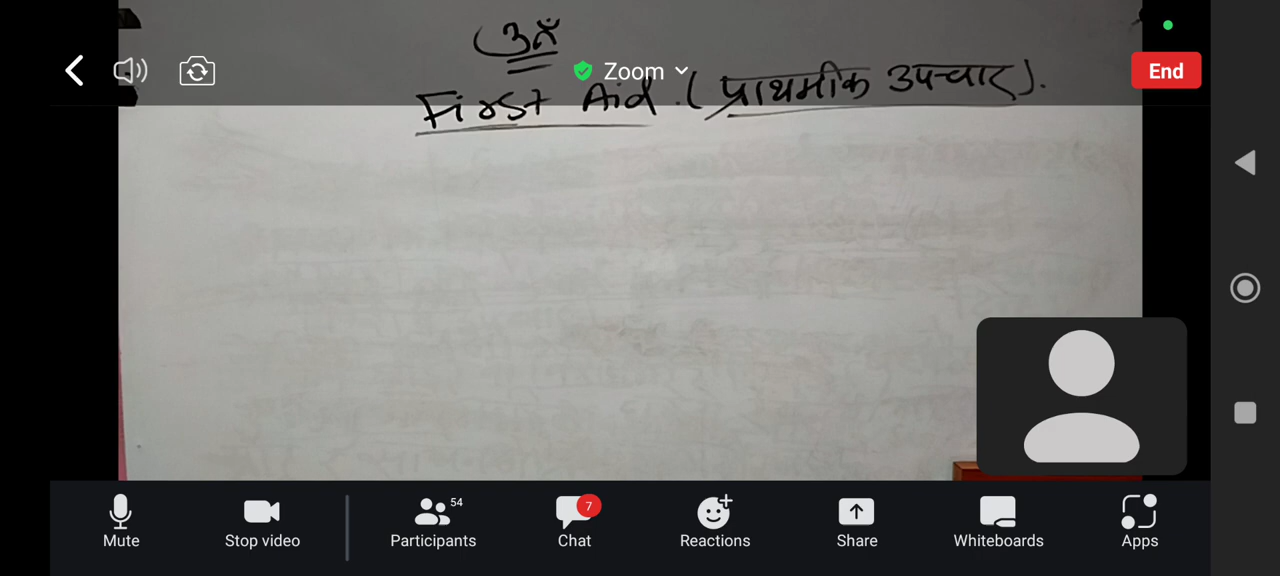 ॐ
Zoom
End
First Aid. (प्राथमीक उपचार).
54
7
Mute
Stop video
Participants
Chat
Reactions
Share
Whiteboards
Apps